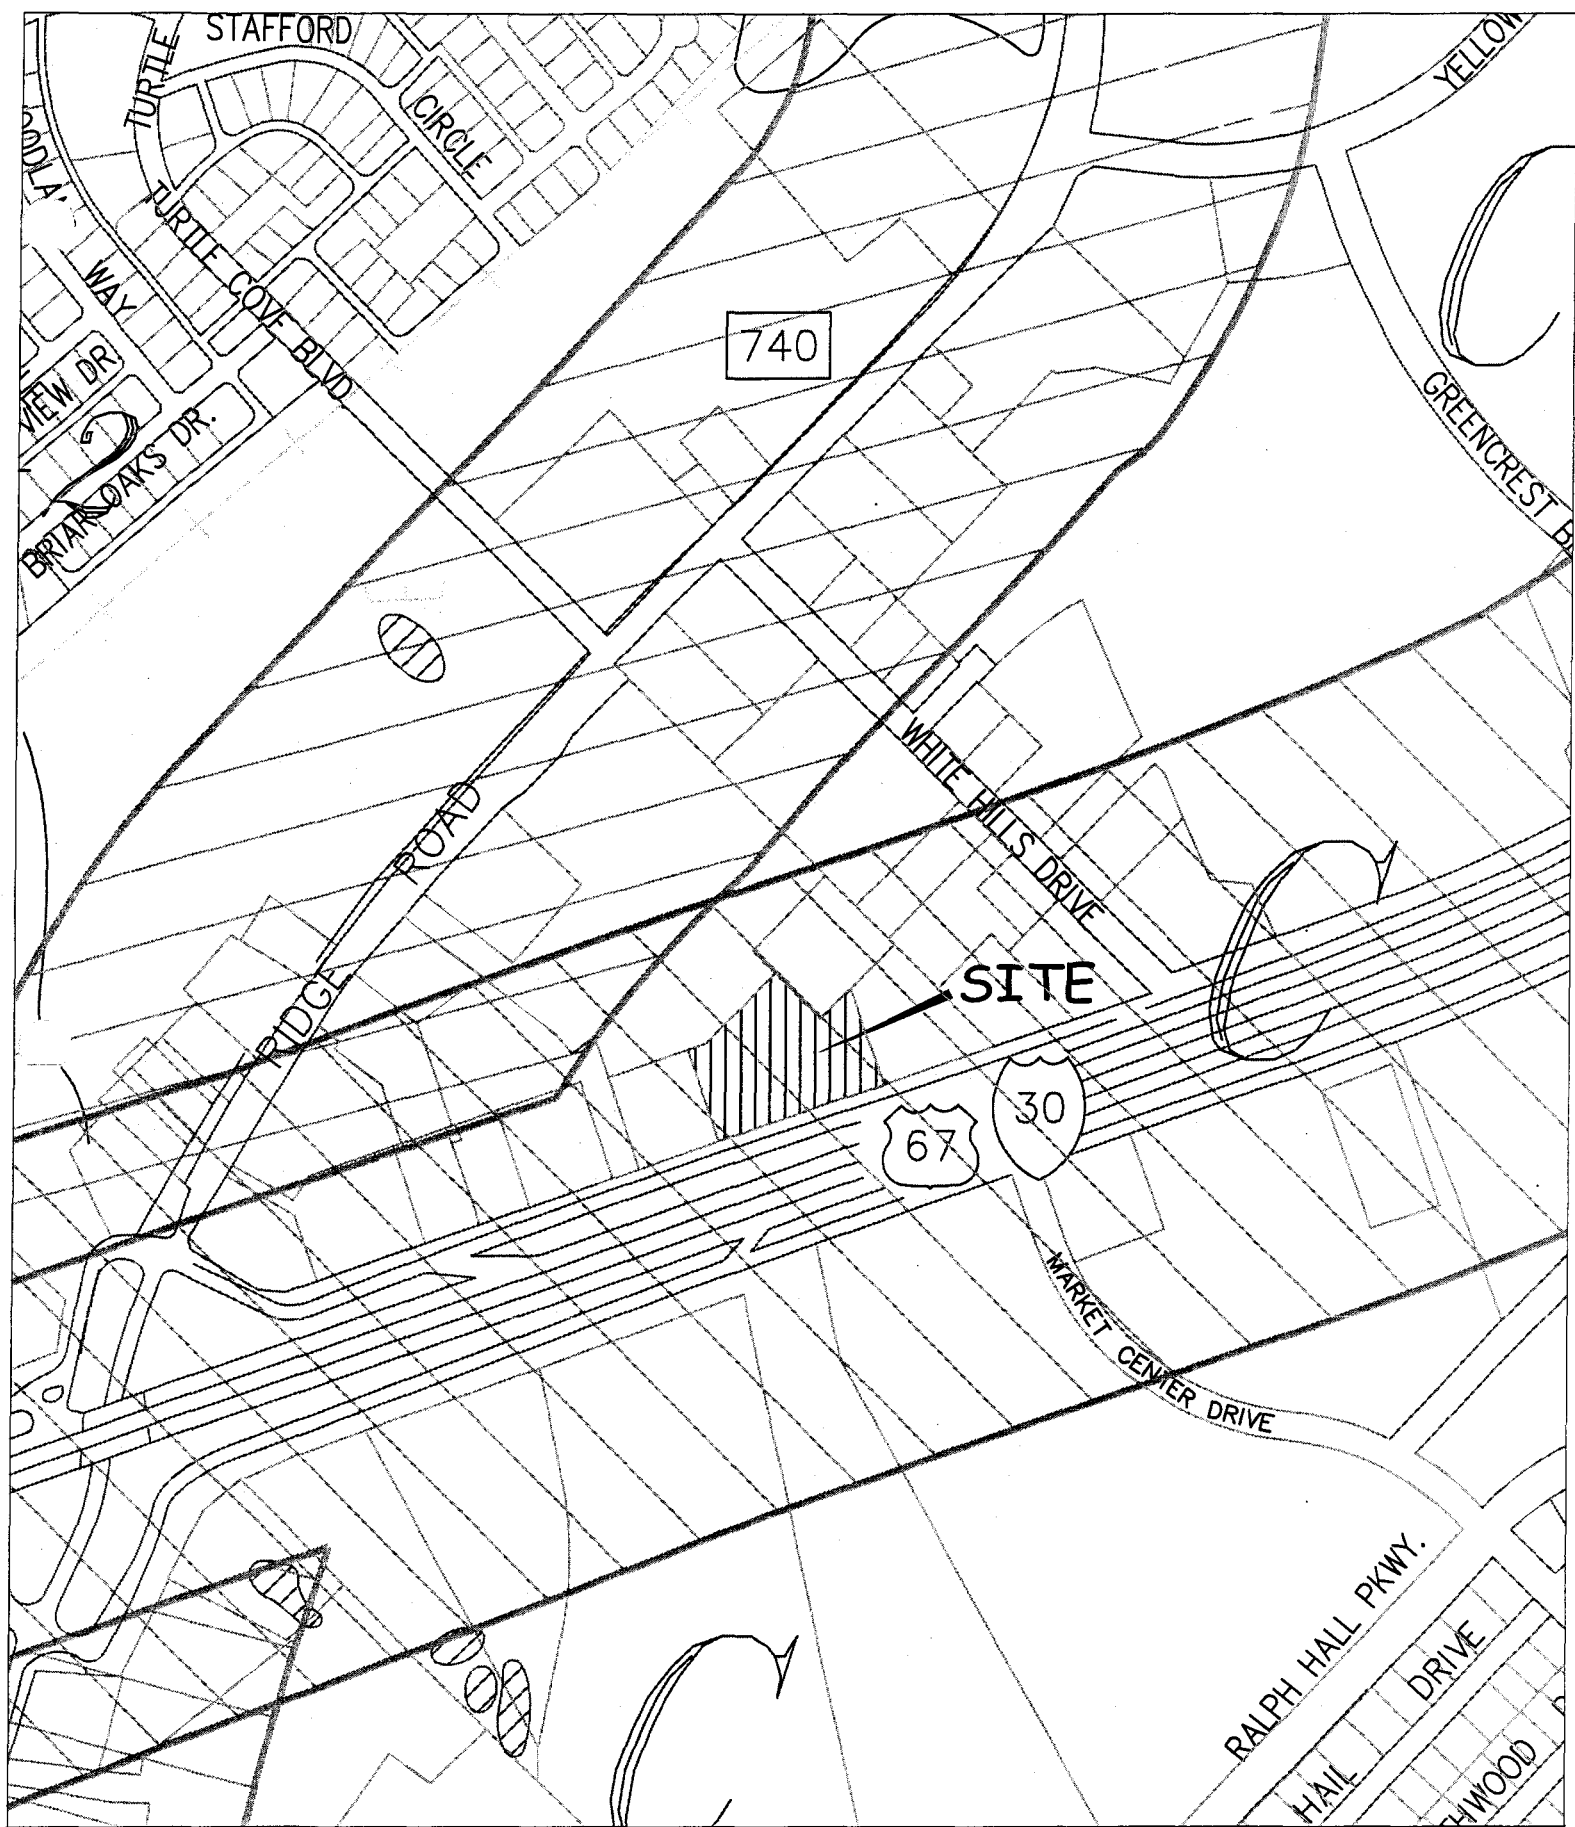 STAFFORD
TURTLE
YELLOW
CIRCLE
TURTLE COVE BLVD.
WAY
740
VIEW DR.
BRIAR OAKS DR.
GREENCREST
RIDGE ROAD
WHITE HILLS DRIVE
SITE
30
67
MARKET CENTER DRIVE
RALPH HALL PKWY.
HAIL DRIVE
HWOOD
C
C
C